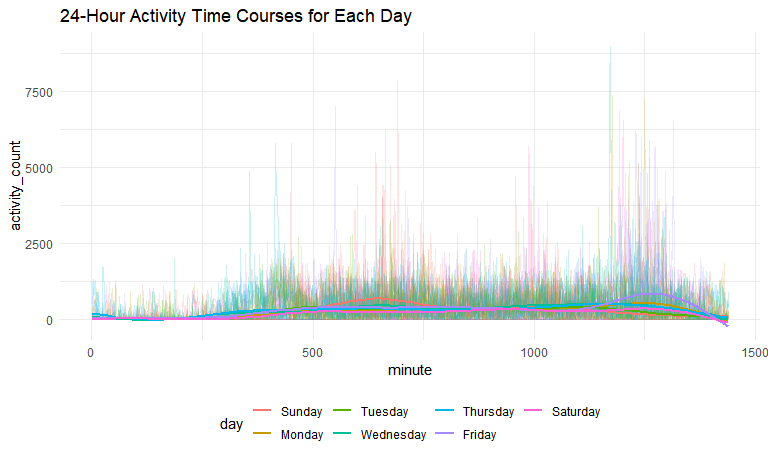 24-Hour Activity Time Courses for Each Day
activity_count
7500
5000
2500
0
0 500 1000 1500
minute
day
Sunday Tuesday Thursday Saturday
Monday Wednesday Friday